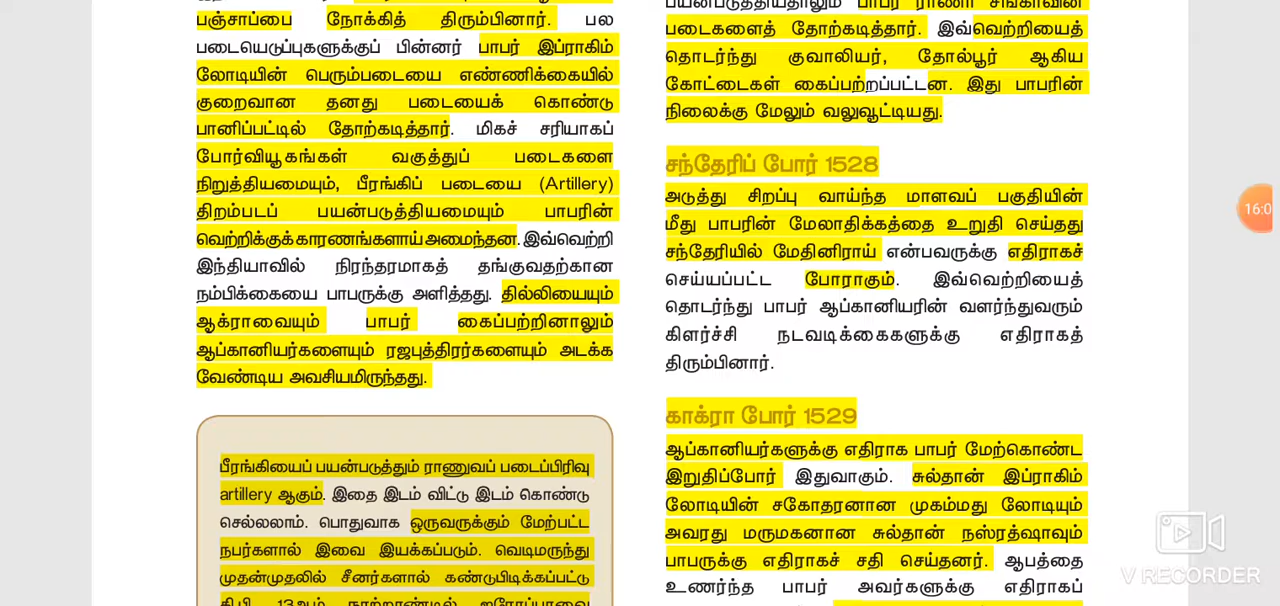 பஞ்சாப்பை நோக்கித் திரும்பினார். பல
படையெடுப்புகளுக்குப் பின்னர் பாபர் இப்ராகிம்
லோடியின் பெரும்படையை எண்ணிக்கையில்
குறைவான தனது படையைக் கொண்டு
பானிப்பட்டில் தோற்கடித்தார். மிகச் சரியாகப்
போர்வியூகங்கள் வகுத்துப் படைகளை
நிறுத்தியமையும், பீரங்கிப் படையை (Artillery)
திறம்படப் பயன்படுத்தியமையும் பாபரின்
வெற்றிக்குக் காரணங்களாய் அமைந்தன. இவ்வெற்றி
இந்தியாவில் நிரந்தரமாகத் தங்குவதற்கான
நம்பிக்கையை பாபருக்கு அளித்தது. தில்லியையும்
ஆக்ராவையும் பாபர் கைப்பற்றினாலும்
ஆப்கானியர்களையும் ரஜபுத்திரர்களையும் அடக்க
வேண்டிய அவசியமிருந்தது.
பீரங்கியைப் பயன்படுத்தும் ராணுவப் படைப்பிரிவு
artillery ஆகும். இதை இடம் விட்டு இடம் கொண்டு
செல்லலாம். பொதுவாக ஒருவருக்கும் மேற்பட்ட
நபர்களால் இவை இயக்கப்படும். வெடிமருந்து
முதன்முதலில் சீனர்களால் கண்டுபிடிக்கப்பட்டு
பயன்படுத்தியதாலும் பாபர் ராணா சங்காவின்
படைகளைத் தோற்கடித்தார். இவ்வெற்றியைத்
தொடர்ந்து குவாலியர், தோல்பூர் ஆகிய
கோட்டைகள் கைப்பற்றப்பட்டன. இது பாபரின்
நிலைக்கு மேலும் வலுவூட்டியது.
சந்தேரிப் போர் 1528
அடுத்து சிறப்பு வாய்ந்த மாளவப் பகுதியின்
மீது பாபரின் மேலாதிக்கத்தை உறுதி செய்தது
சந்தேரியில் மேதினிராய் என்பவருக்கு எதிராகச்
செய்யப்பட்ட போராகும். இவ்வெற்றியைத்
தொடர்ந்து பாபர் ஆப்கானியரின் வளர்ந்துவரும்
கிளர்ச்சி நடவடிக்கைகளுக்கு எதிராகத்
திரும்பினார்.
காக்ரா போர் 1529
ஆப்கானியர்களுக்கு எதிராக பாபர் மேற்கொண்ட
இறுதிப்போர் இதுவாகும். சுல்தான் இப்ராகிம்
லோடியின் சகோதரனான முகம்மது லோடியும்
அவரது மருமகனான சுல்தான் நஸ்ரத்ஷாவும்
பாபருக்கு எதிராகச் சதி செய்தனர். ஆபத்தை
உணர்ந்த பாபர் அவர்களுக்கு எதிராகப்
16:0
V RECORDER